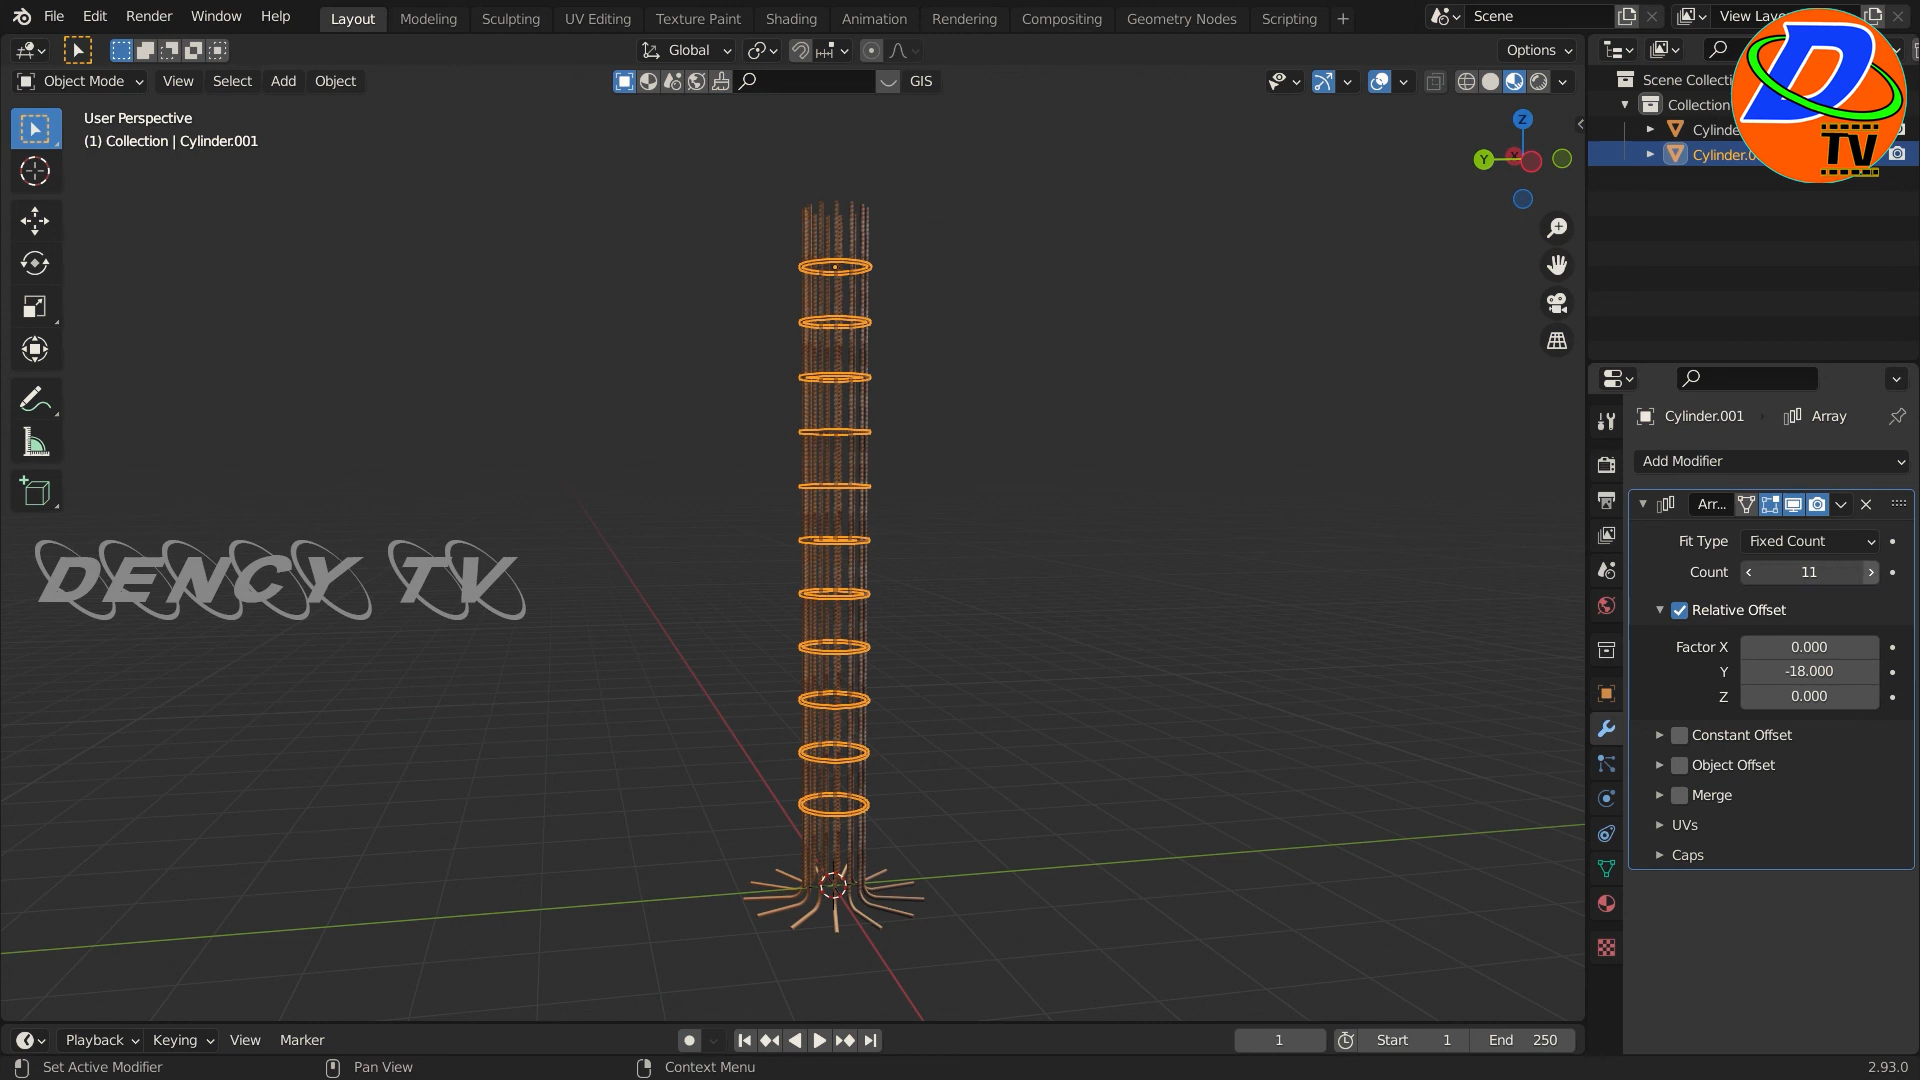 File Edit Render Window Help Layout Modeling Sculpting UV Editing Texture Paint Shading Animation Rendering Compositing Geometry Nodes Scripting + Scene View Laye
Global Options
Object Mode View Select Add Object GIS Scene Collecti
User Perspective Z Collection
(1) Collection | Cylinder.001 Cylinde
Cylinder.0
Y X
D
TV
Cylinder.001 Array
Add Modifier
Arr...
Fit Type Fixed Count
Count 11
Relative Offset
Factor X 0.000
Y -18.000
Z 0.000
DENCY TV
Constant Offset
Object Offset
Merge
UVs
Caps
Playback Keying View Marker 1 Start 1 End 250
Set Active Modifier Pan View Context Menu 2.93.0